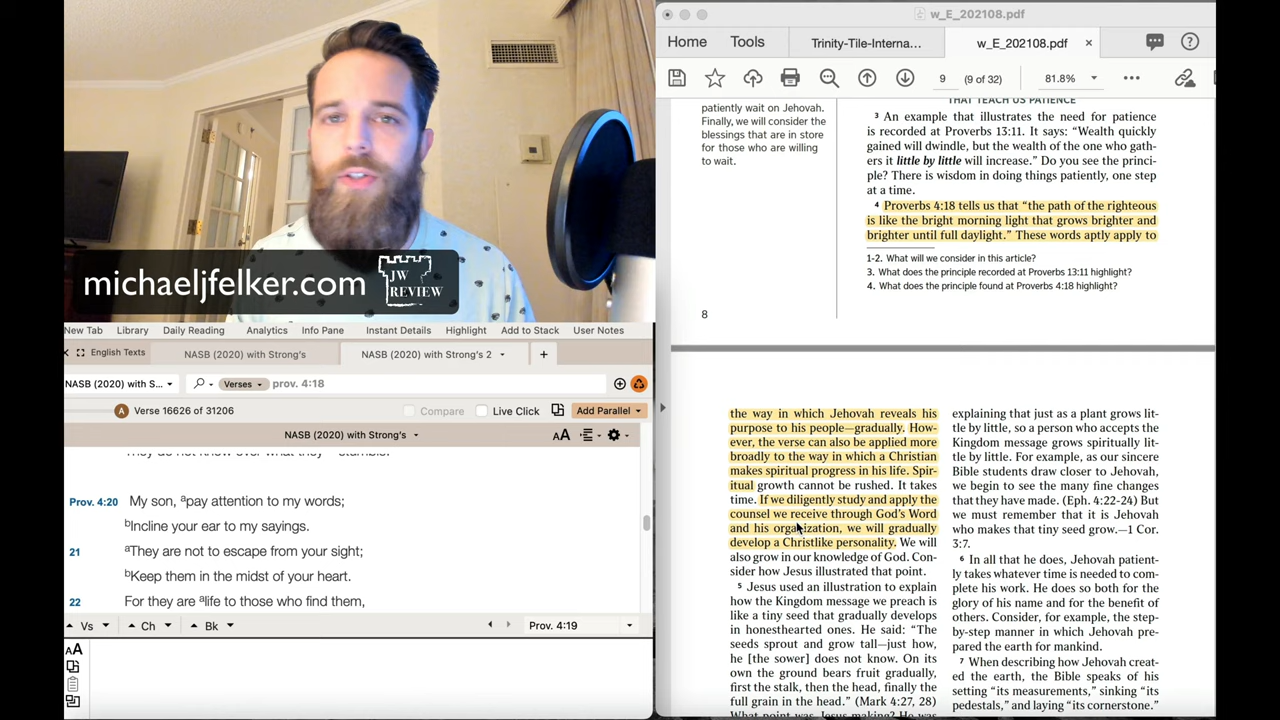 michaeljfelker.com
JW
REVIEW
New Tab Library Daily Reading Analytics Info Pane Instant Details Highlight Add to Stack User Notes
English Texts NASB (2020) with Strong's NASB (2020) with Strong's 2 +
NASB (2020) with S... Verses prov. 4:18
A Verse 16626 of 31206 Compare Live Click Add Parallel
NASB (2020) with Strong's AA
Prov. 4:20 My son, ᵃpay attention to my words;
ᵇIncline your ear to my sayings.
21 ᵃThey are not to escape from your sight;
ᵇKeep them in the midst of your heart.
22 For they are ᵃlife to those who find them,
Vs Ch Bk Prov. 4:19
AA
w_E_202108.pdf
Home Tools Trinity-Tile-Interna... w_E_202108.pdf ×
9 (9 of 32) 81.8%
patiently wait on Jehovah.
Finally, we will consider the
blessings that are in store
for those who are willing
to wait.
THAT TEACH US PATIENCE
³ An example that illustrates the need for patience
is recorded at Proverbs 13:11. It says: “Wealth quickly
gained will dwindle, but the wealth of the one who gath-
ers it little by little will increase.” Do you see the princi-
ple? There is wisdom in doing things patiently, one step
at a time.
⁴ Proverbs 4:18 tells us that “the path of the righteous
is like the bright morning light that grows brighter and
brighter until full daylight.” These words aptly apply to
1-2. What will we consider in this article?
3. What does the principle recorded at Proverbs 13:11 highlight?
4. What does the principle found at Proverbs 4:18 highlight?
8
the way in which Jehovah reveals his
purpose to his people—gradually. How-
ever, the verse can also be applied more
broadly to the way in which a Christian
makes spiritual progress in his life. Spir-
itual growth cannot be rushed. It takes
time. If we diligently study and apply the
counsel we receive through God’s Word
and his organization, we will gradually
develop a Christlike personality. We will
also grow in our knowledge of God. Con-
sider how Jesus illustrated that point.
⁵ Jesus used an illustration to explain
how the Kingdom message we preach is
like a tiny seed that gradually develops
in honesthearted ones. He said: “The
seeds sprout and grow tall—just how,
he [the sower] does not know. On its
own the ground bears fruit gradually,
first the stalk, then the head, finally the
full grain in the head.” (Mark 4:27, 28)
What point was Jesus making? He was
explaining that just as a plant grows lit-
tle by little, so a person who accepts the
Kingdom message grows spiritually lit-
tle by little. For example, as our sincere
Bible students draw closer to Jehovah,
we begin to see the many fine changes
that they have made. (Eph. 4:22-24) But
we must remember that it is Jehovah
who makes that tiny seed grow.—1 Cor.
3:7.
⁶ In all that he does, Jehovah patient-
ly takes whatever time is needed to com-
plete his work. He does so both for the
glory of his name and for the benefit of
others. Consider, for example, the step-
by-step manner in which Jehovah pre-
pared the earth for mankind.
⁷ When describing how Jehovah creat-
ed the earth, the Bible speaks of his
setting “its measurements,” sinking “its
pedestals,” and laying “its cornerstone.”